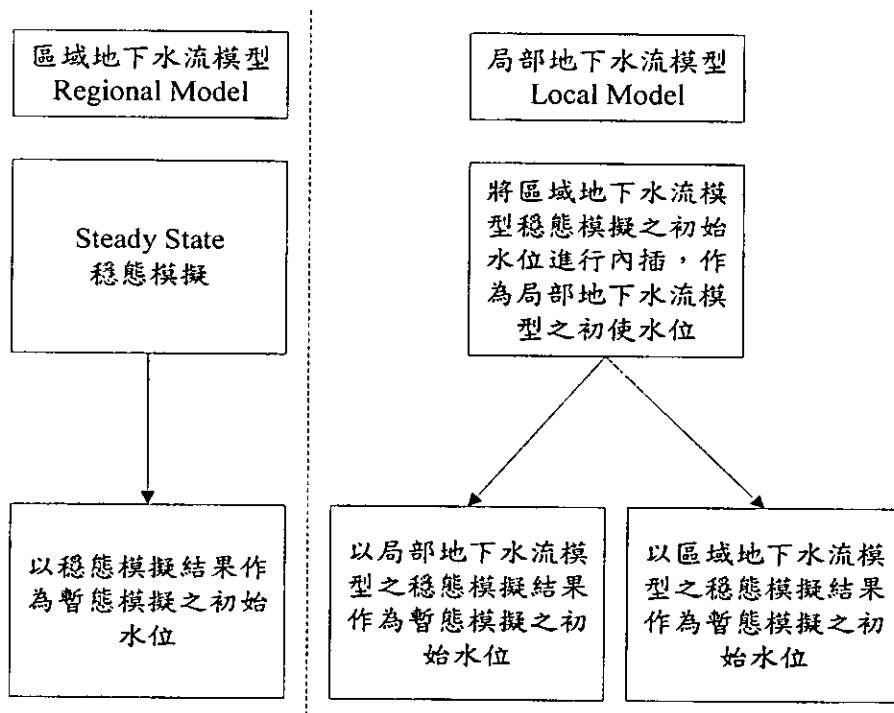 區域地下水流模型
Regional Model
Steady State
穩態模擬
以穩態模擬結果作
為暫態模擬之初始
水位
局部地下水流模型
Local Model
將區域地下水流模
型穩態模擬之初始
水位進行內插，作
為局部地下水流模
型之初使水位
以局部地下水流模
型之穩態模擬結果
作為暫態模擬之初
始水位
以區域地下水流模
型之穩態模擬結果
作為暫態模擬之初
始水位